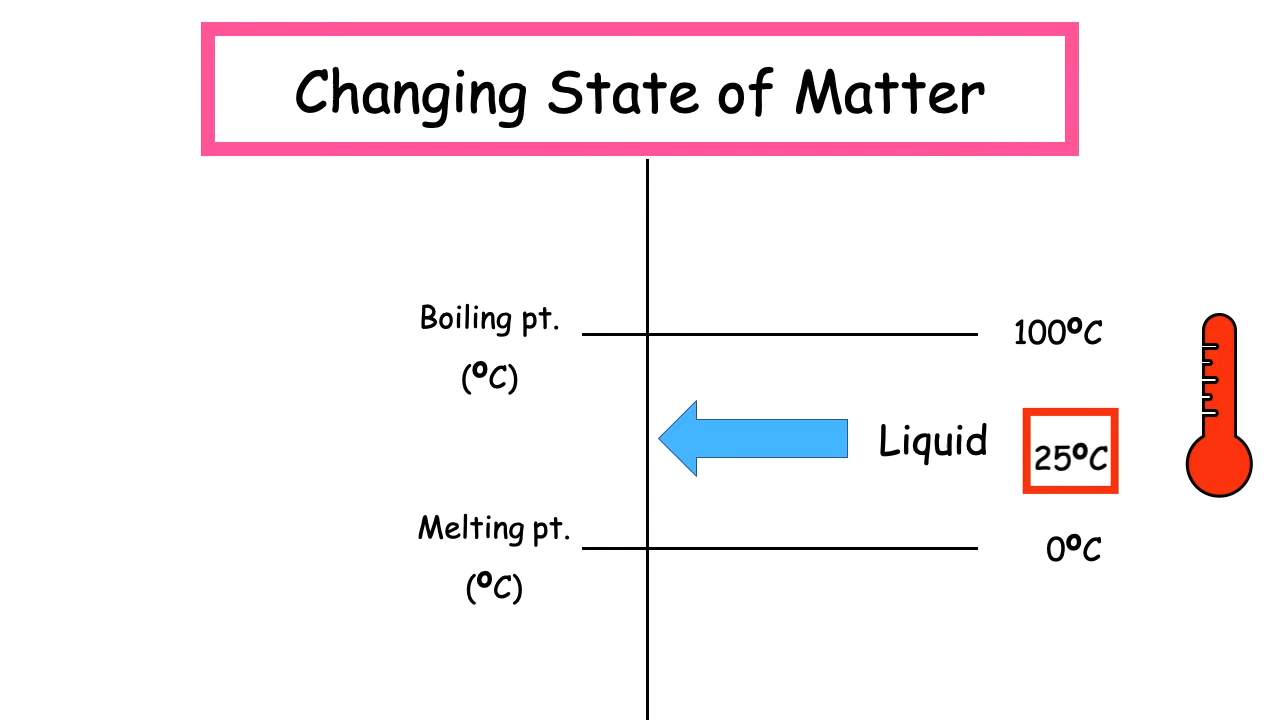 Changing State of Matter
Boiling pt.
(ºC)
100ºC
Liquid
25ºC
Melting pt.
(ºC)
0ºC